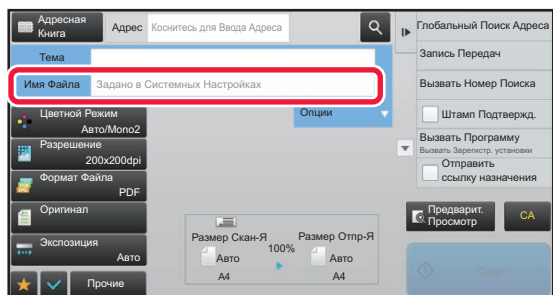 Адресная Книга
Адрес
Коснитесь для Ввода Адреса
Тема
Имя Файла
Задано в Системных Настройках
Цветной Режим
Авто/Mono2
Опции
Разрешение
200x200dpi
Формат Файла
PDF
Оригинал
Экспозиция
Авто
Прочие
Размер Скан-Я
100%
Размер Отпр-Я
Авто
A4
Авто
A4
Глобальный Поиск Адреса
Запись Передач
Вызвать Номер Поиска
Штамп Подтвержд.
Вызвать Программу
Вызвать Зарегистр. установки
Отправить
ссылку назначения
Предварит.
Просмотр
CA
Старт